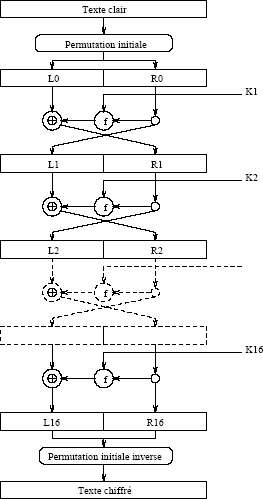 Texte clair
Permutation initiale
L0 R0
K1
⊕ f
L1 R1
K2
⊕ f
L2 R2
⊕ f
K16
⊕ f
L16 R16
Permutation initiale inverse
Texte chiffré